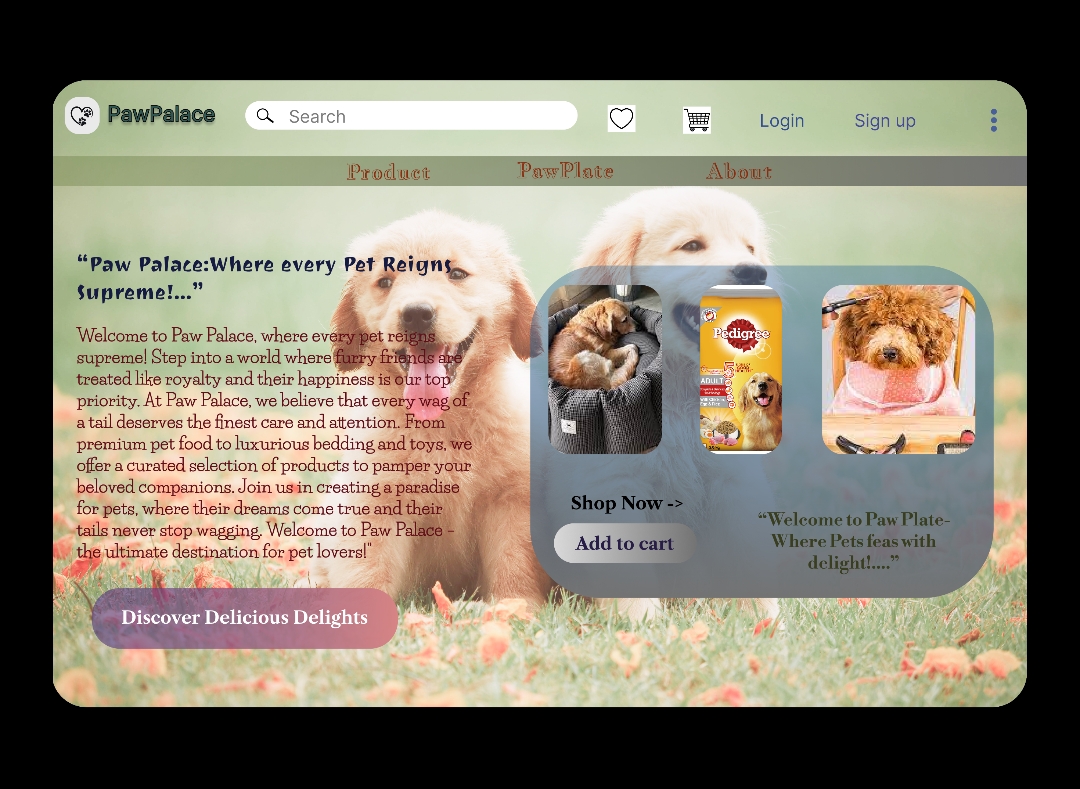 PawPalace
Search
Login
Sign up
Product
PawPlate
About
“Paw Palace:Where every Pet Reigns
Supreme!...”
Welcome to Paw Palace, where every pet reigns
supreme! Step into a world where furry friends are
treated like royalty and their happiness is our top
priority. At Paw Palace, we believe that every wag of
a tail deserves the finest care and attention. From
premium pet food to luxurious bedding and toys, we
offer a curated selection of products to pamper your
beloved companions. Join us in creating a paradise
for pets, where their dreams come true and their
tails never stop wagging. Welcome to Paw Palace -
the ultimate destination for pet lovers!"
Discover Delicious Delights
Pedigree
ADULT
Shop Now ->
Add to cart
“Welcome to Paw Plate-
Where Pets feas with
delight!....”